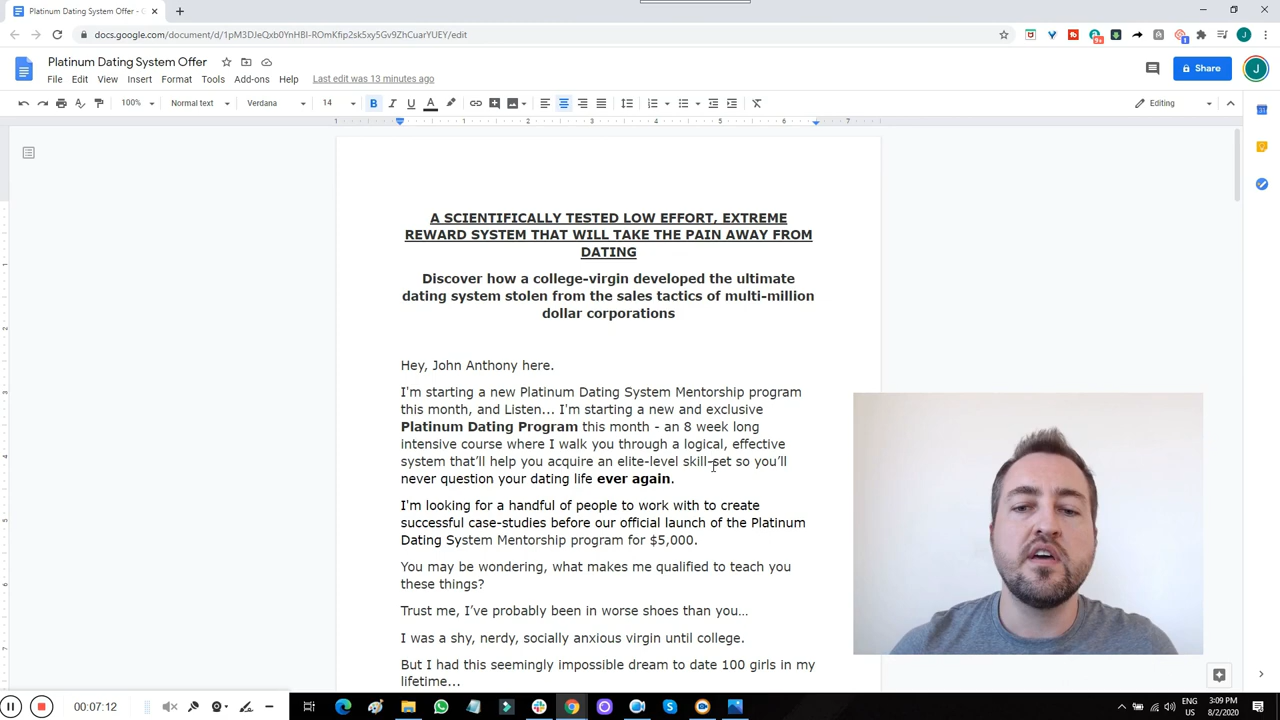 Platinum Dating System Offer - G
docs.google.com/document/d/1pM3DJeQxb0YnHBI-ROmKfip2sk5xy5Gv9ZhCuarYUEY/edit
Platinum Dating System Offer
Share
File Edit View Insert Format Tools Add-ons Help Last edit was 13 minutes ago
100% Normal text Verdana 14 B I U A Editing
1 1 2 3 4 5 6 7
A SCIENTIFICALLY TESTED LOW EFFORT, EXTREME
REWARD SYSTEM THAT WILL TAKE THE PAIN AWAY FROM
DATING
Discover how a college-virgin developed the ultimate
dating system stolen from the sales tactics of multi-million
dollar corporations
Hey, John Anthony here.
I'm starting a new Platinum Dating System Mentorship program
this month, and Listen... I'm starting a new and exclusive
Platinum Dating Program this month - an 8 week long
intensive course where I walk you through a logical, effective
system that'll help you acquire an elite-level skill-set so you'll
never question your dating life ever again.
I'm looking for a handful of people to work with to create
successful case-studies before our official launch of the Platinum
Dating System Mentorship program for $5,000.
You may be wondering, what makes me qualified to teach you
these things?
Trust me, I've probably been in worse shoes than you…
I was a shy, nerdy, socially anxious virgin until college.
But I had this seemingly impossible dream to date 100 girls in my
lifetime...
00:07:12
ENG
US
3:09 PM
8/2/2020